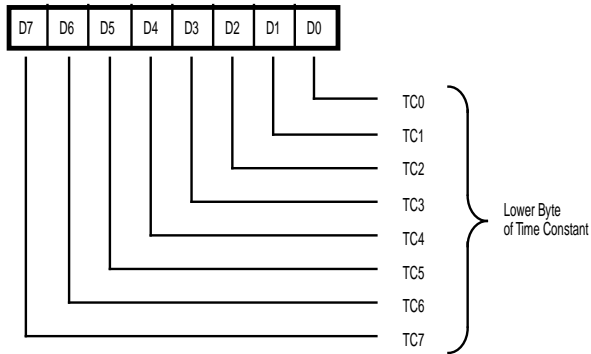 D7 D6 D5 D4 D3 D2 D1 D0
TC0
TC1
TC2
TC3
TC4
TC5
TC6
TC7
Lower Byte
of Time Constant